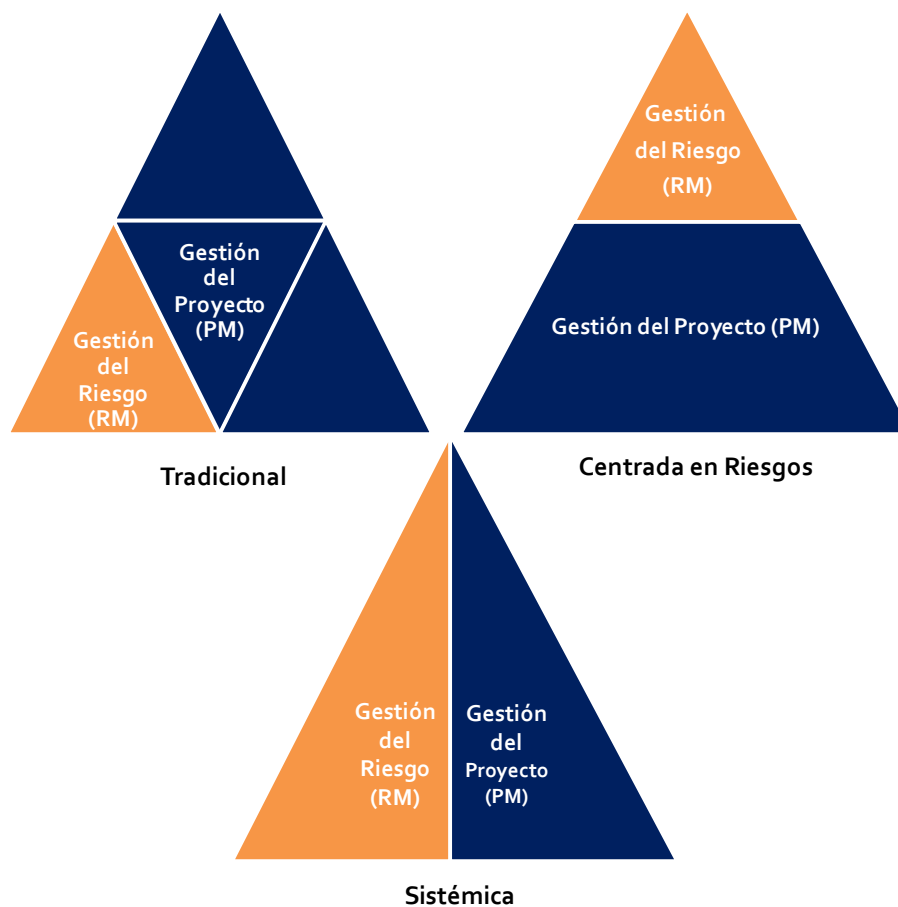 Gestión
del
Proyecto
(PM)
Gestión
del
Riesgo
(RM)
Tradicional
Gestión
del Riesgo
(RM)
Gestión del Proyecto (PM)
Centrada en Riesgos
Gestión
del
Riesgo
(RM)
Gestión
del
Proyecto
(PM)
Sistémica